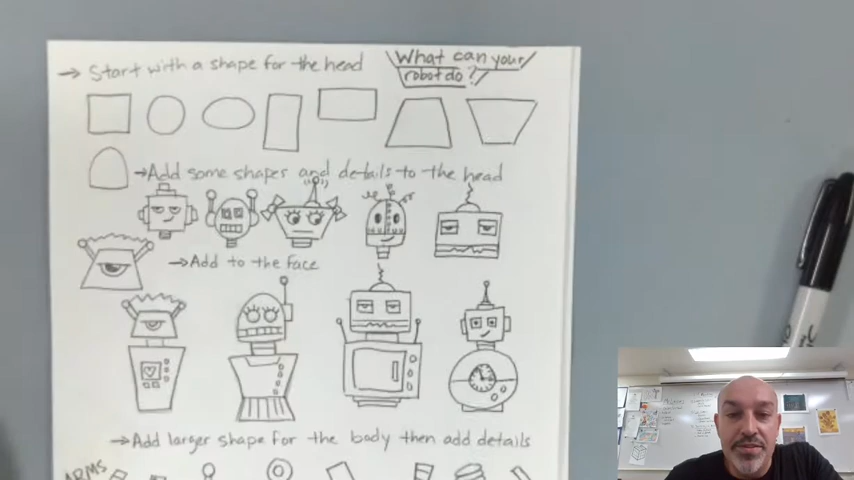 → Start with a shape for the head
What can your
robot do?
→Add some shapes and details to the head
→Add to the face
→Add larger shape for the body then add details
ARMS